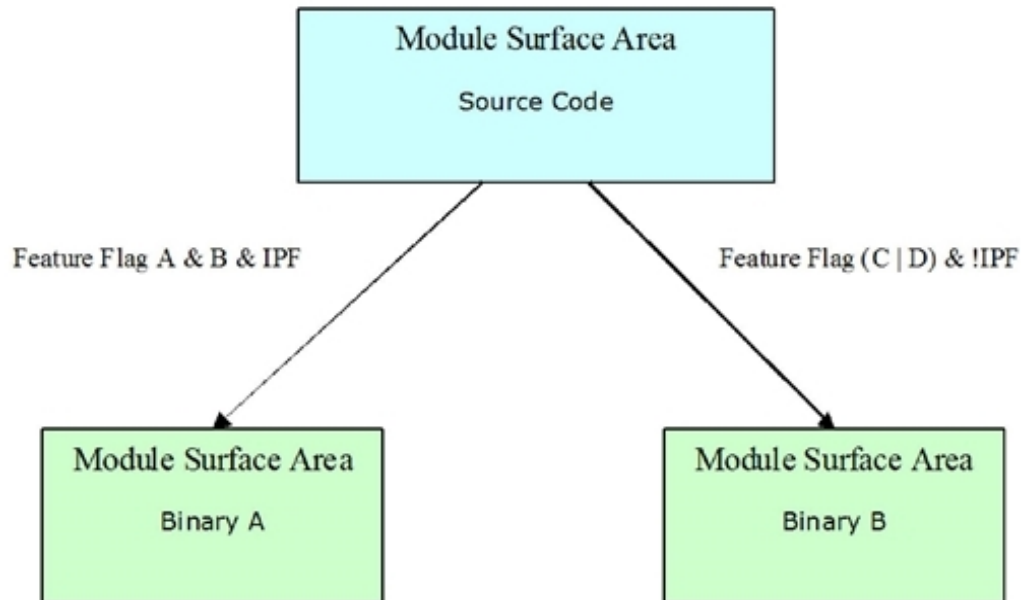 Module Surface Area
Source Code
Feature Flag A & B & IPF
Feature Flag (C | D) & !IPF
Module Surface Area
Binary A
Module Surface Area
Binary B